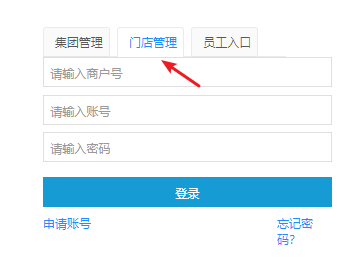 集团管理 门店管理 员工入口
请输入商户号
请输入账号
请输入密码
登录
申请账号 忘记密
码？